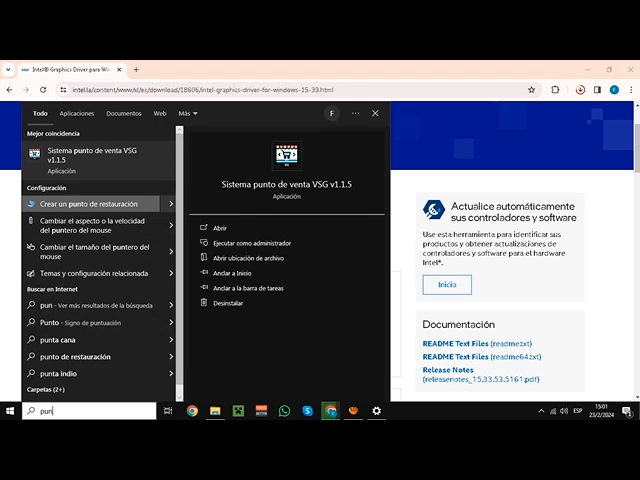 Intel® Graphics Driver para Win
intel.la/content/www/xl/es/download/18606/intel-graphics-driver-for-windows-15-33.html
Todo
Aplicaciones
Documentos
Web
Más
F
Mejor coincidencia
Sistema punto de venta VSG
v1.1.5
Aplicación
Configuración
Crear un punto de restauración
Cambiar el aspecto o la velocidad
del puntero del mouse
Cambiar el tamaño del puntero del
mouse
Temas y configuración relacionada
Buscar en Internet
pun - Ver más resultados de la búsqueda
Punto - Signo de puntuación
punta cana
punto de restauración
punta indio
Carpetas (2+)
Sistema punto de venta VSG v1.1.5
Aplicación
Abrir
Ejecutar como administrador
Abrir ubicación de archivo
Anclar a Inicio
Anclar a la barra de tareas
Desinstalar
Actualice automáticamente
sus controladores y software
Use esta herramienta para identificar sus
productos y obtener actualizaciones de
controladores y software para el hardware
Intel®.
Inicio
Documentación
README Text Files (readme.txt)
README Text Files (readme64.txt)
Release Notes
(releasenotes_15.33.53.5161.pdf)
pun
ESP
15:01
23/2/2024